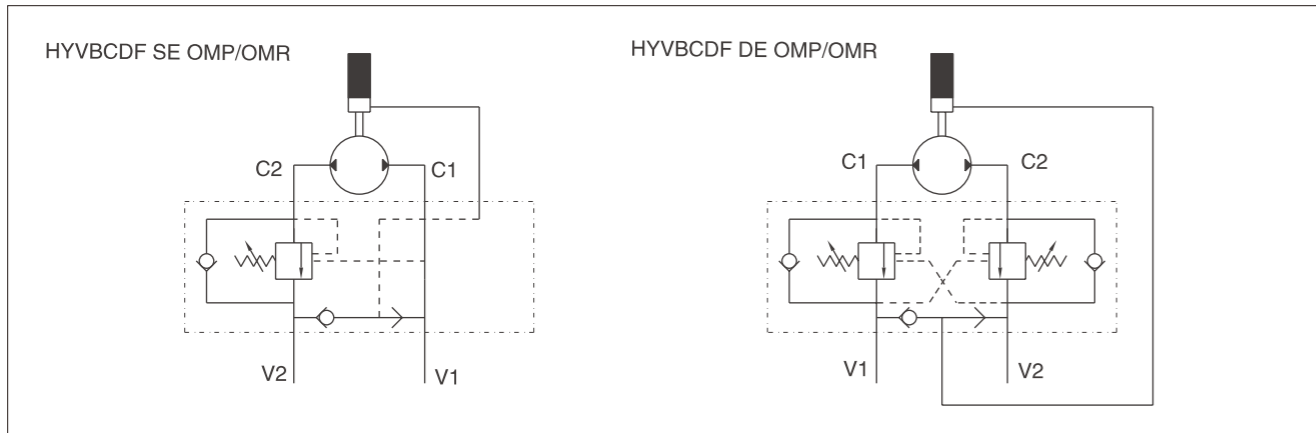 HYVBCDF SE OMP/OMR
C2
C1
V2
V1
HYVBCDF DE OMP/OMR
C1
C2
V1
V2